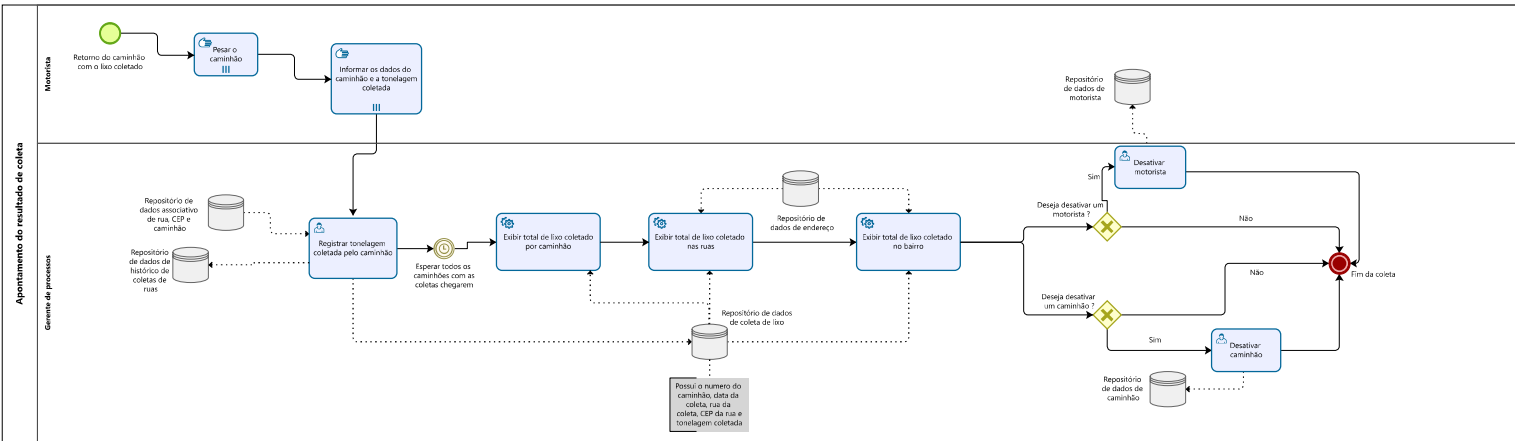 Apontamento do resultado de coleta
Motorista
Retorno do caminhão
com o lixo coletado
Pesar o
caminhão
Informar os dados do
caminhão e a tonelagem
coletada
Repositório
de dados de
motorista
Gerente de processos
Repositório de
dados associativo
de rua, CEP e
caminhão
Repositório
de dados de
histórico de
coletas de
ruas
Registrar tonelagem
coletada pelo caminhão
Esperar todos os
caminhões com as
coletas chegarem
Exibir total de lixo coletado
por caminhão
Exibir total de lixo coletado
nas ruas
Repositório de
dados de endereço
Exibir total de lixo coletado
no bairro
Repositório de dados
de coleta de lixo
Possui o numero do
caminhão, data da
coleta, rua da
coleta, CEP da rua e
tonelagem coletada
Deseja desativar um
motorista ?
Sim
Desativar
motorista
Não
Deseja desativar
um caminhão ?
Não
Sim
Desativar
caminhão
Repositório
de dados de
caminhão
Fim da coleta